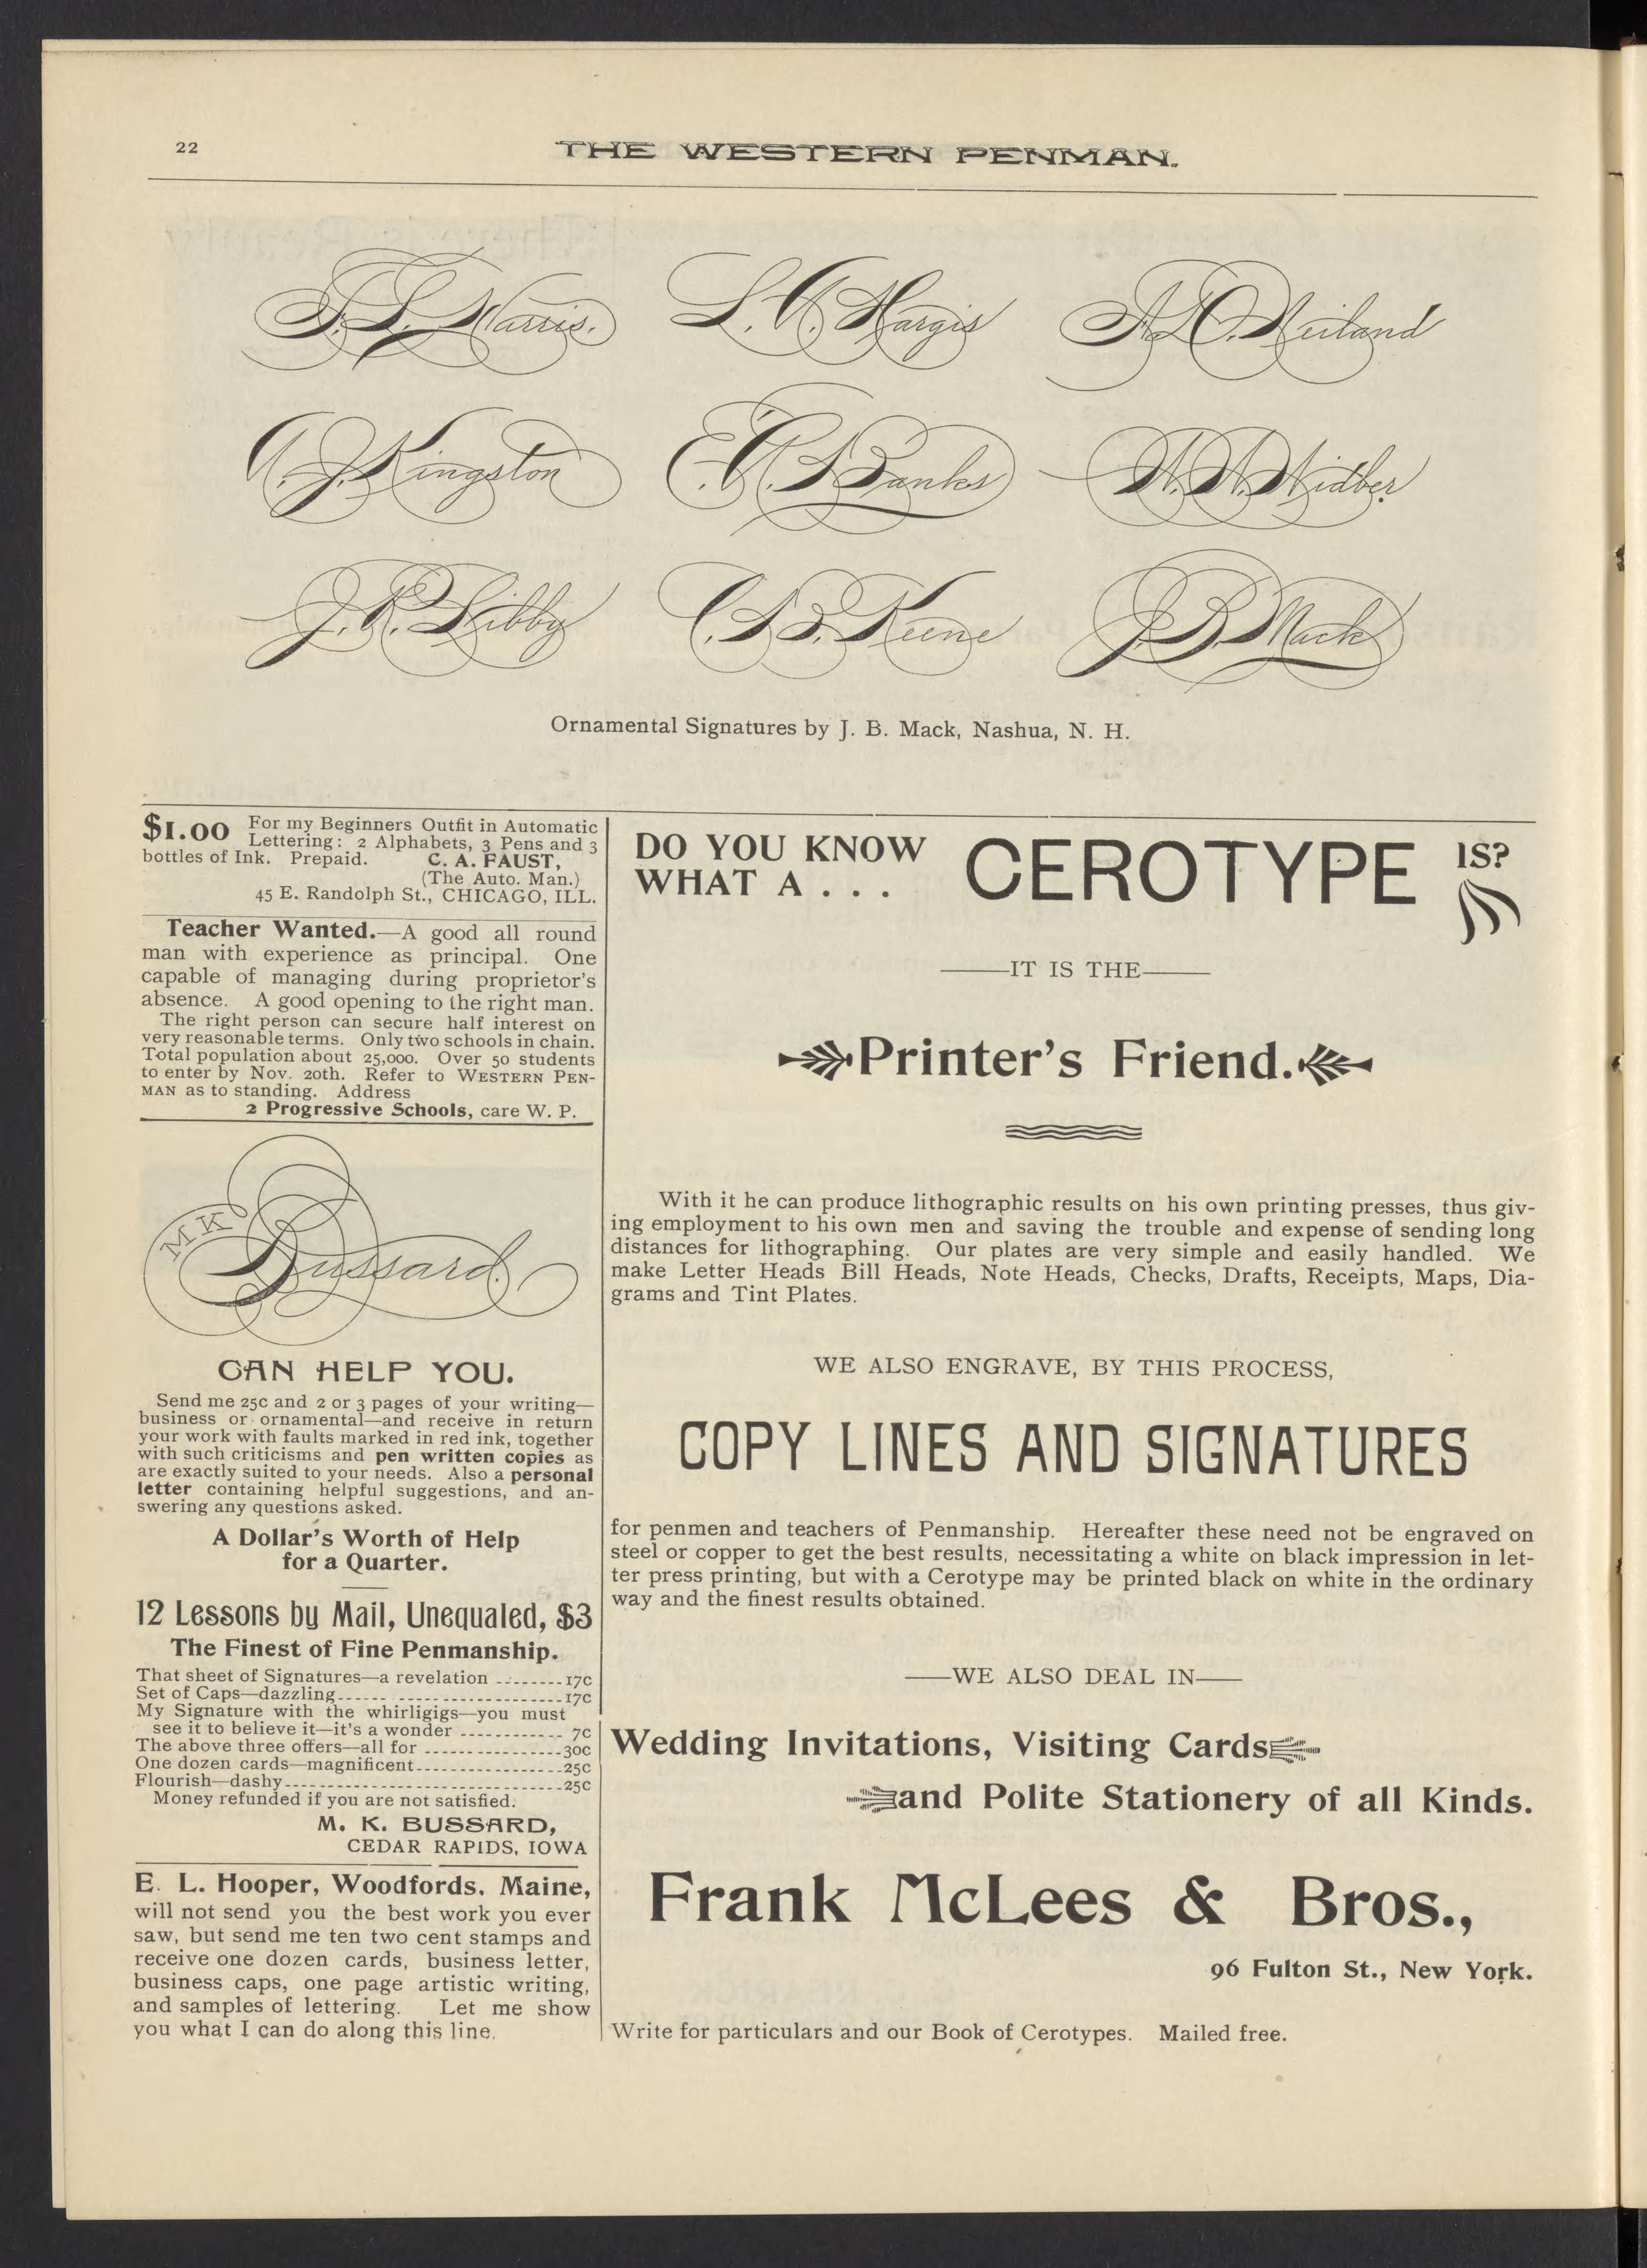 22
THE WESTERN PENMAN.
L. Harris.
L. A. Hargis
Neiland
A. J. Kingston
Banks
Widber
J. R. Libby
Keene
J. B. Mack
Ornamental Signatures by J. B. Mack, Nashua, N. H.
$1.00 For my Beginners Outfit in Automatic
Lettering: 2 Alphabets, 3 Pens and 3
bottles of Ink. Prepaid. C. A. FAUST,
(The Auto. Man.)
45 E. Randolph St., CHICAGO, ILL.
Teacher Wanted.—A good all round
man with experience as principal. One
capable of managing during proprietor's
absence. A good opening to the right man.
The right person can secure half interest on
very reasonable terms. Only two schools in chain.
Total population about 25,000. Over 50 students
to enter by Nov. 20th. Refer to WESTERN PEN-
MAN as to standing. Address
2 Progressive Schools, care W. P.
M K Bussard.
CAN HELP YOU.
Send me 25c and 2 or 3 pages of your writing—
business or ornamental—and receive in return
your work with faults marked in red ink, together
with such criticisms and pen written copies as
are exactly suited to your needs. Also a personal
letter containing helpful suggestions, and an-
swering any questions asked.
A Dollar's Worth of Help
for a Quarter.
12 Lessons by Mail, Unequaled, $3
The Finest of Fine Penmanship.
That sheet of Signatures—a revelation ........17c
Set of Caps—dazzling........................17c
My Signature with the whirligigs—you must
see it to believe it—it's a wonder ............ 7c
The above three offers—all for ................30c
One dozen cards—magnificent.................25c
Flourish—dashy................................25c
Money refunded if you are not satisfied.
M. K. BUSSARD,
CEDAR RAPIDS, IOWA
E. L. Hooper, Woodfords, Maine,
will not send you the best work you ever
saw, but send me ten two cent stamps and
receive one dozen cards, business letter,
business caps, one page artistic writing,
and samples of lettering. Let me show
you what I can do along this line.
DO YOU KNOW
WHAT A . . . CEROTYPE IS?
IT IS THE
Printer's Friend.
With it he can produce lithographic results on his own printing presses, thus giv-
ing employment to his own men and saving the trouble and expense of sending long
distances for lithographing. Our plates are very simple and easily handled. We
make Letter Heads Bill Heads, Note Heads, Checks, Drafts, Receipts, Maps, Dia-
grams and Tint Plates.
WE ALSO ENGRAVE, BY THIS PROCESS,
COPY LINES AND SIGNATURES
for penmen and teachers of Penmanship. Hereafter these need not be engraved on
steel or copper to get the best results, necessitating a white on black impression in let-
ter press printing, but with a Cerotype may be printed black on white in the ordinary
way and the finest results obtained.
WE ALSO DEAL IN
Wedding Invitations, Visiting Cards
and Polite Stationery of all Kinds.
Frank McLees & Bros.,
96 Fulton St., New York.
Write for particulars and our Book of Cerotypes. Mailed free.